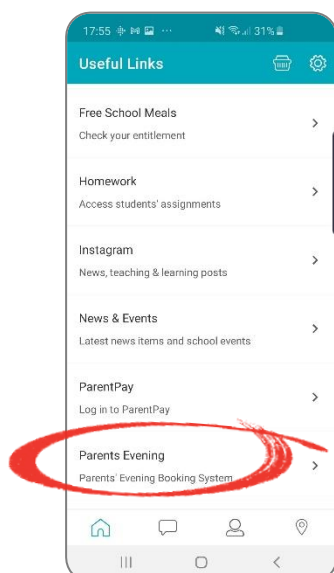 17:55 ··· 31%
Useful Links
Free School Meals
Check your entitlement
Homework
Access students' assignments
Instagram
News, teaching & learning posts
News & Events
Latest news items and school events
ParentPay
Log in to ParentPay
Parents Evening
Parents' Evening Booking System